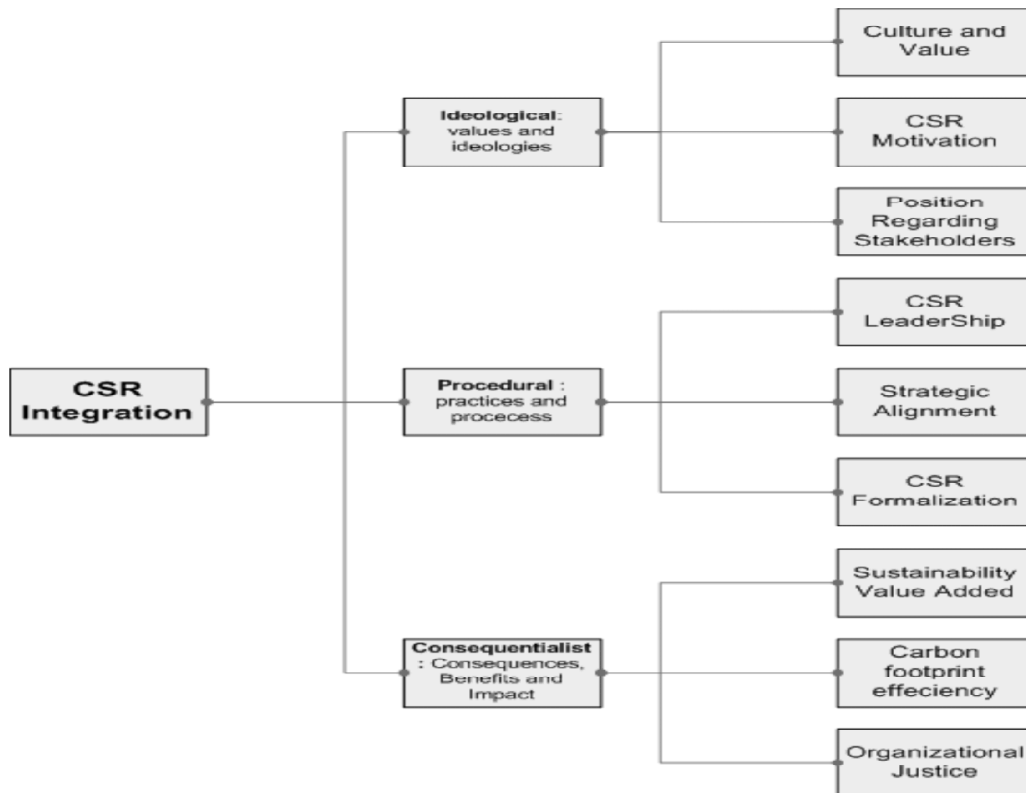 Culture and
Value
Ideological:
values and
ideologies
CSR
Motivation
Position
Regarding
Stakeholders
CSR
LeaderShip
CSR
Integration
Procedural :
practices and
procecess
Strategic
Alignment
CSR
Formalization
Sustainability
Value Added
Consequentialist
: Consequences,
Benefits and
Impact
Carbon
footprint
effeciency
Organizational
Justice